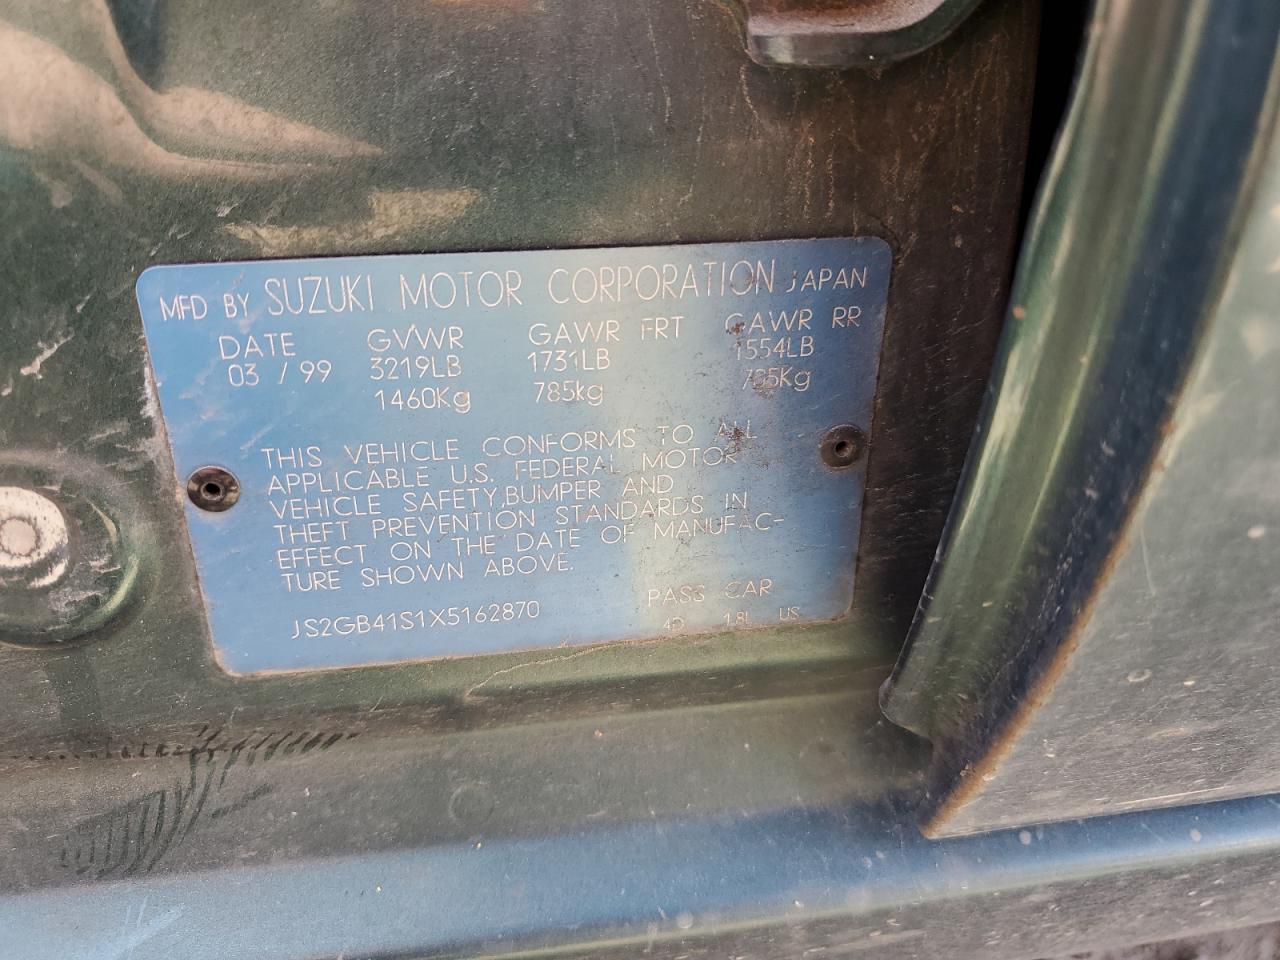 MFD BY SUZUKI MOTOR CORPORATION JAPAN
DATE GVWR GAWR FRT GAWR RR
03 / 99 3219LB 1731LB 1554LB
1460Kg 785kg 705Kg
THIS VEHICLE CONFORMS TO ALL
APPLICABLE U.S. FEDERAL MOTOR
VEHICLE SAFETY,BUMPER AND
THEFT PREVENTION STANDARDS IN
EFFECT ON THE DATE OF MANUFAC-
TURE SHOWN ABOVE.
JS2GB41S1X5162870 PASS CAR
4D 1.8L US